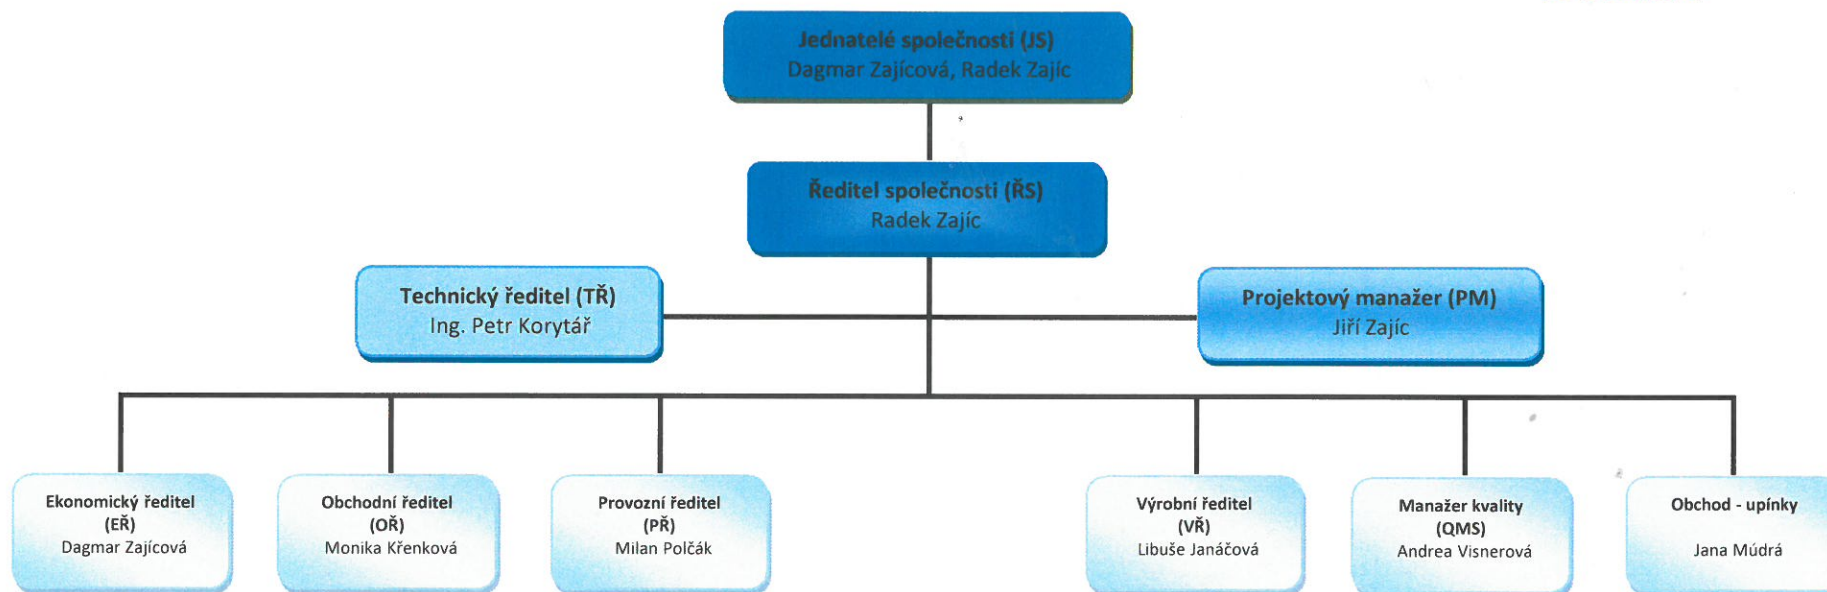 Jednatelé společnosti (JS)
Dagmar Zajícová, Radek Zajíc
Ředitel společnosti (ŘS)
Radek Zajíc
Technický ředitel (TŘ)
Ing. Petr Korytář
Projektový manažer (PM)
Jiří Zajíc
Ekonomický ředitel
(EŘ)
Dagmar Zajícová
Obchodní ředitel
(OŘ)
Monika Křenková
Provozní ředitel
(PŘ)
Milan Polčák
Výrobní ředitel
(VŘ)
Libuše Janáčová
Manažer kvality
(QMS)
Andrea Visnerová
Obchod - upínky
Jana Múdrá